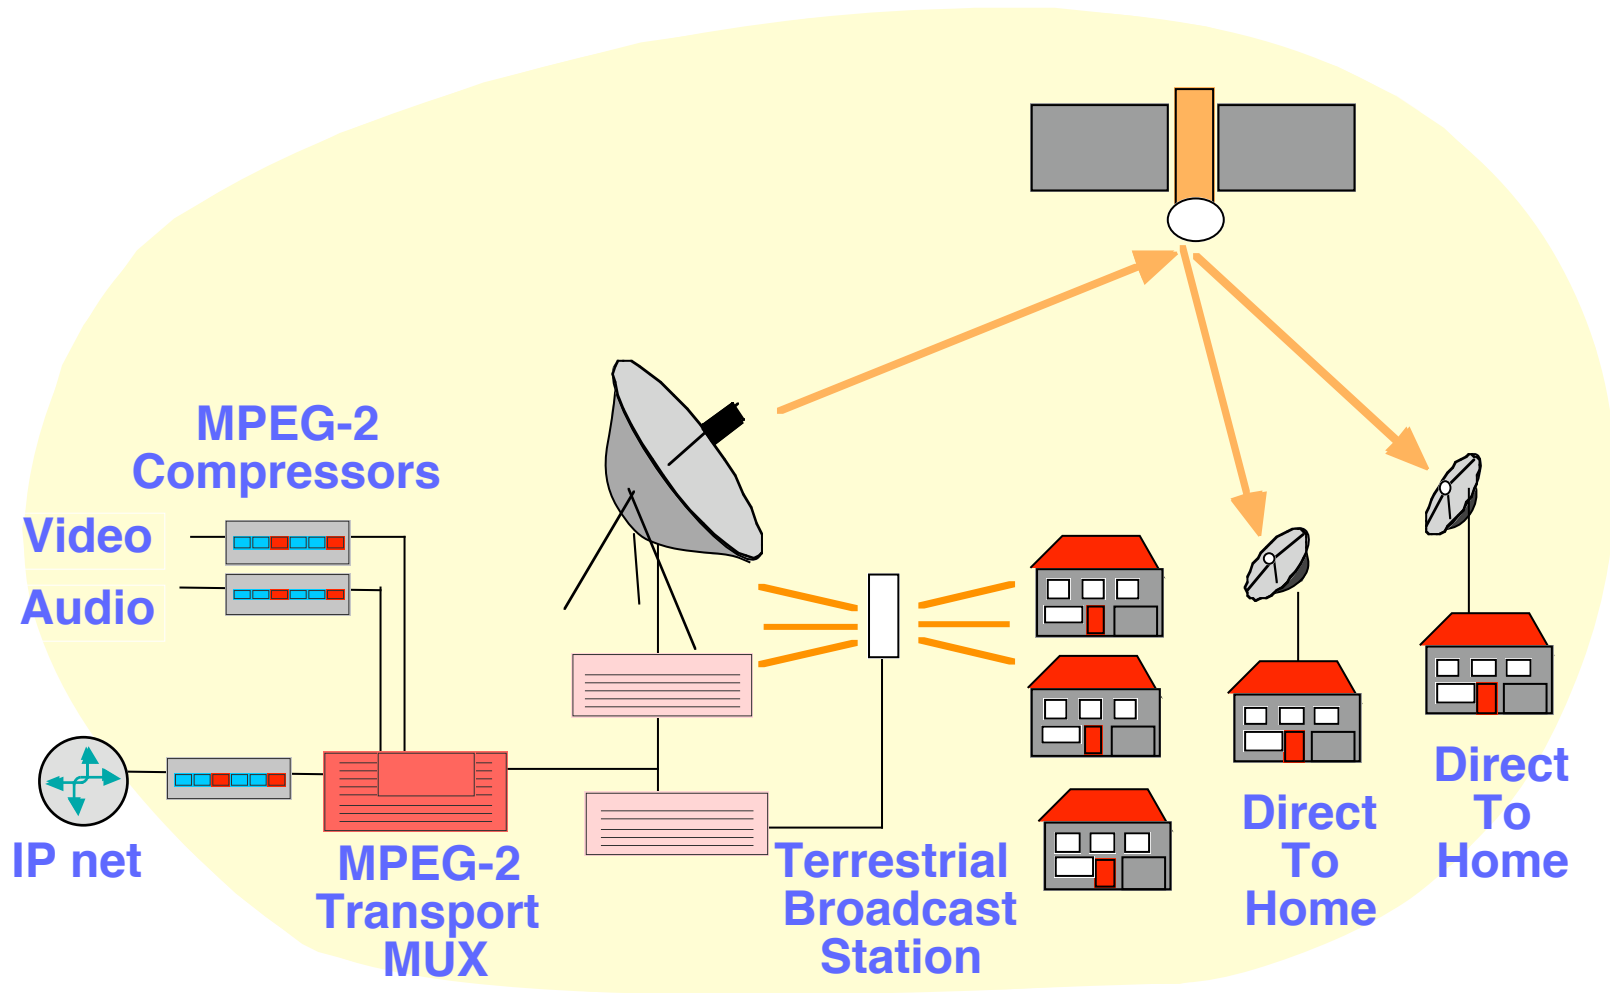 MPEG-2
Compressors
Video
Audio
IP net
MPEG-2
Transport
MUX
Terrestrial
Broadcast
Station
Direct
To
Home
Direct
To
Home